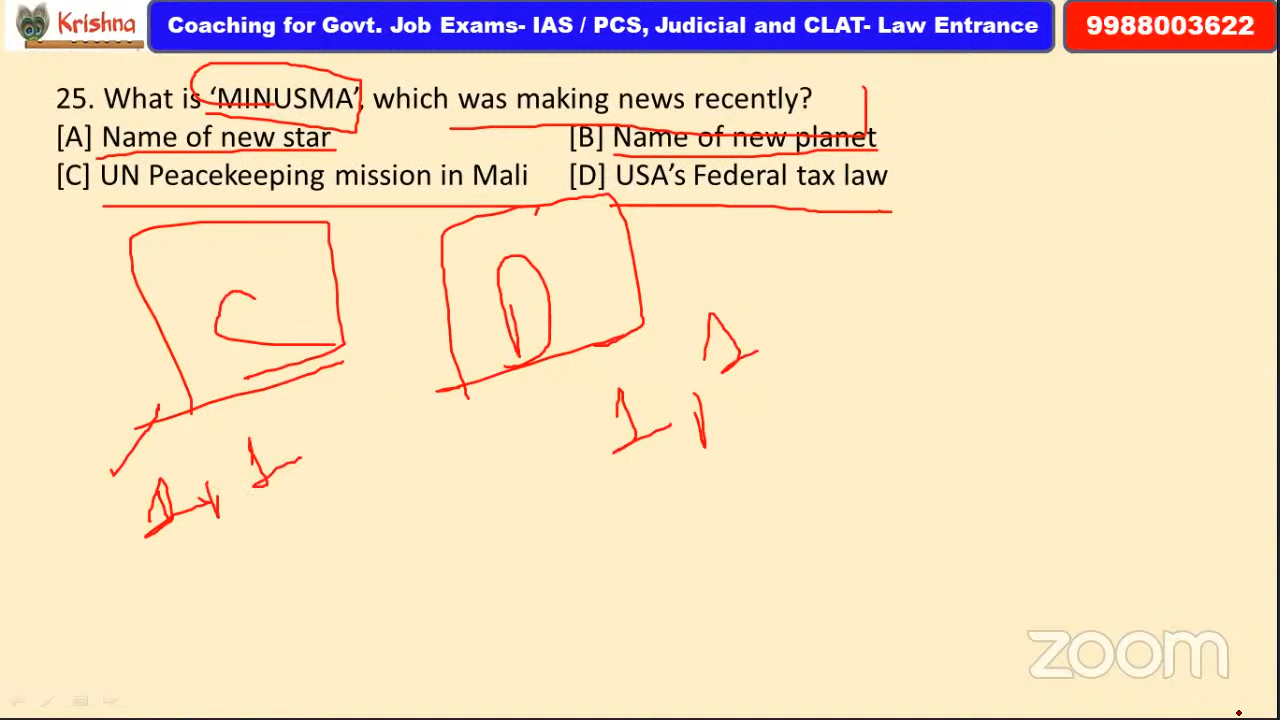 Krishna Coaching for Govt. Job Exams- IAS / PCS, Judicial and CLAT- Law Entrance 9988003622
25. What is ‘MINUSMA’, which was making news recently?
[A] Name of new star [B] Name of new planet
[C] UN Peacekeeping mission in Mali [D] USA’s Federal tax law
C D
zoom